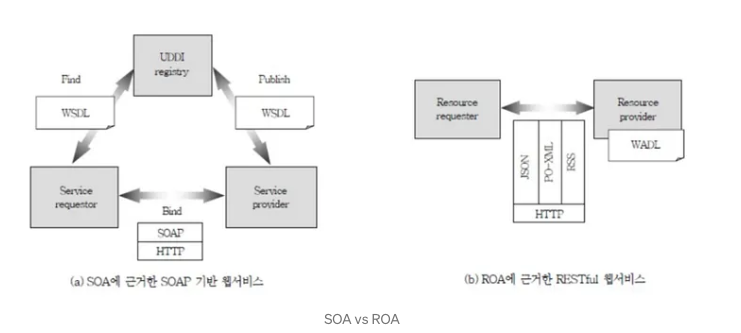 UDDI
registry
Find
Publish
WSDL
WSDL
Service
requestor
Service
provider
Bind
SOAP
HTTP
(a) SOA에 근거한 SOAP 기반 웹서비스
Resource
requester
Resource
provider
WADL
JSON
PO-XML
RSS
HTTP
(b) ROA에 근거한 RESTful 웹서비스
SOA vs ROA